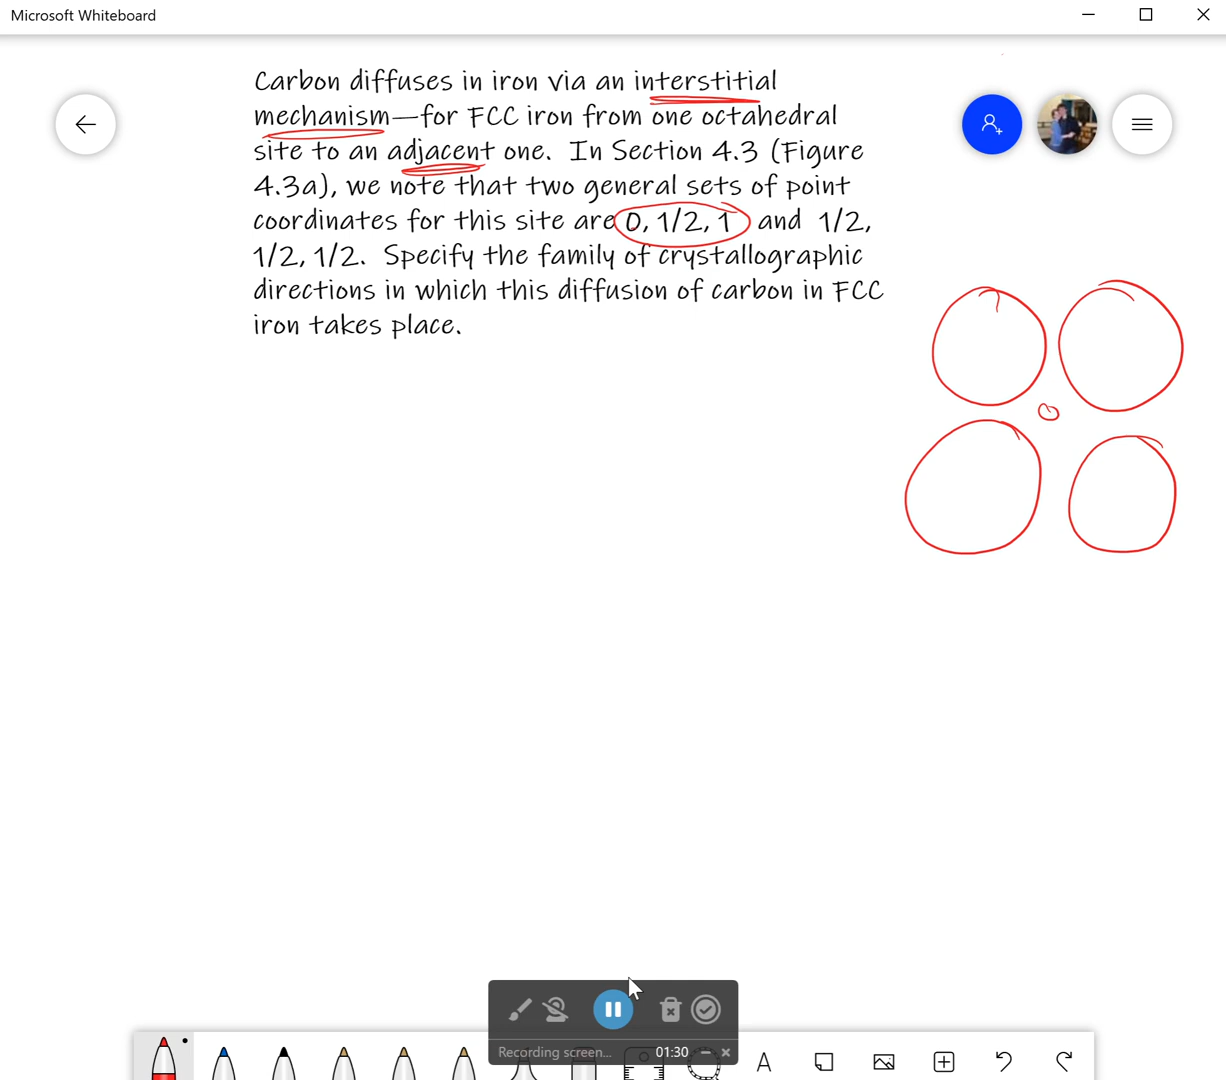 Microsoft Whiteboard
Carbon diffuses in iron via an interstitial
mechanism—for FCC iron from one octahedral
site to an adjacent one. In Section 4.3 (Figure
4.3a), we note that two general sets of point
coordinates for this site are 0, 1/2, 1 and 1/2,
1/2, 1/2. Specify the family of crystallographic
directions in which this diffusion of carbon in FCC
iron takes place.
Recording screen... 01:30
A